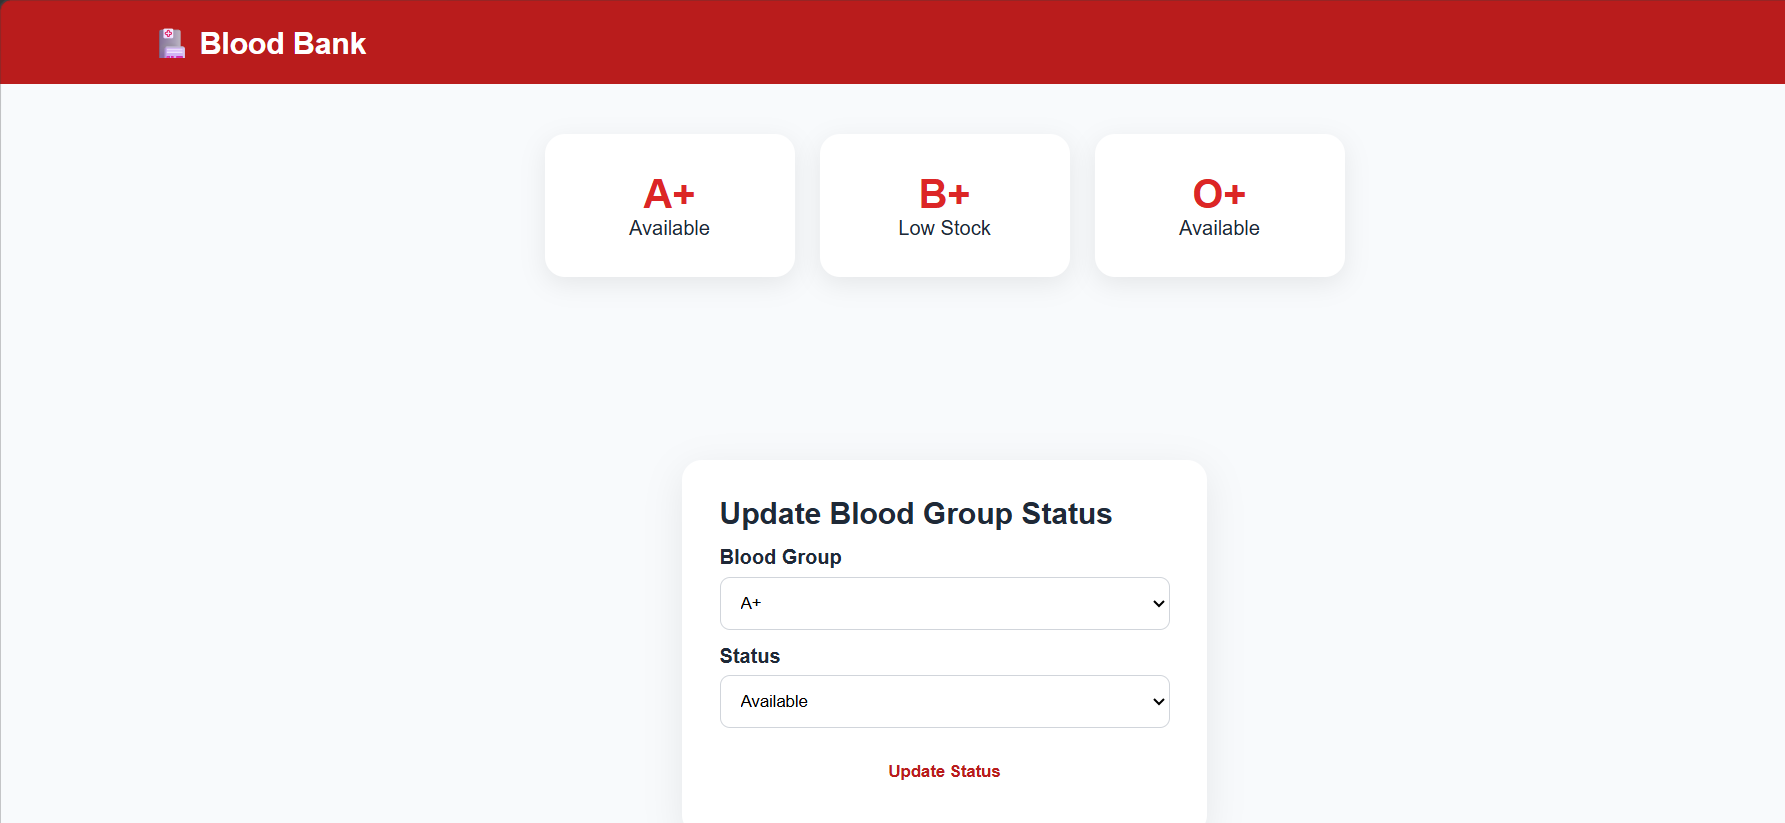 Blood Bank
A+
Available
B+
Low Stock
O+
Available
Update Blood Group Status
Blood Group
A+
Status
Available
Update Status